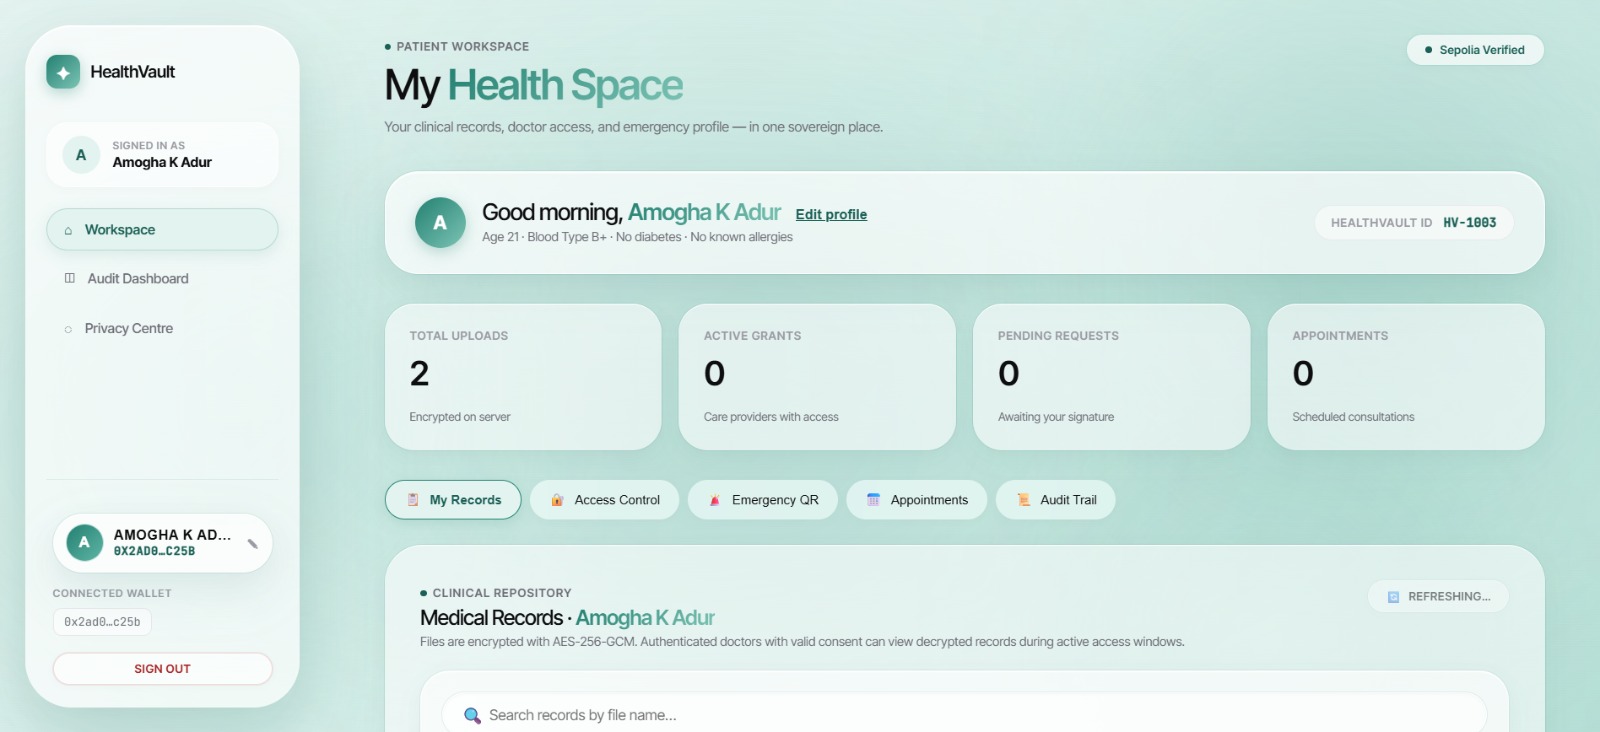 HealthVault
SIGNED IN AS
A
Amogha K Adur
Workspace
Audit Dashboard
Privacy Centre
A
AMOGHA K AD...
0X2AD0…C25B
CONNECTED WALLET
0x2ad0…c25b
SIGN OUT
PATIENT WORKSPACE
Sepolia Verified
My Health Space
Your clinical records, doctor access, and emergency profile — in one sovereign place.
A
Good morning, Amogha K Adur Edit profile
Age 21 · Blood Type B+ · No diabetes · No known allergies
HEALTHVAULT ID HV-1003
TOTAL UPLOADS
2
Encrypted on server
ACTIVE GRANTS
0
Care providers with access
PENDING REQUESTS
0
Awaiting your signature
APPOINTMENTS
0
Scheduled consultations
My Records
Access Control
Emergency QR
Appointments
Audit Trail
CLINICAL REPOSITORY
REFRESHING...
Medical Records · Amogha K Adur
Files are encrypted with AES-256-GCM. Authenticated doctors with valid consent can view decrypted records during active access windows.
Search records by file name...